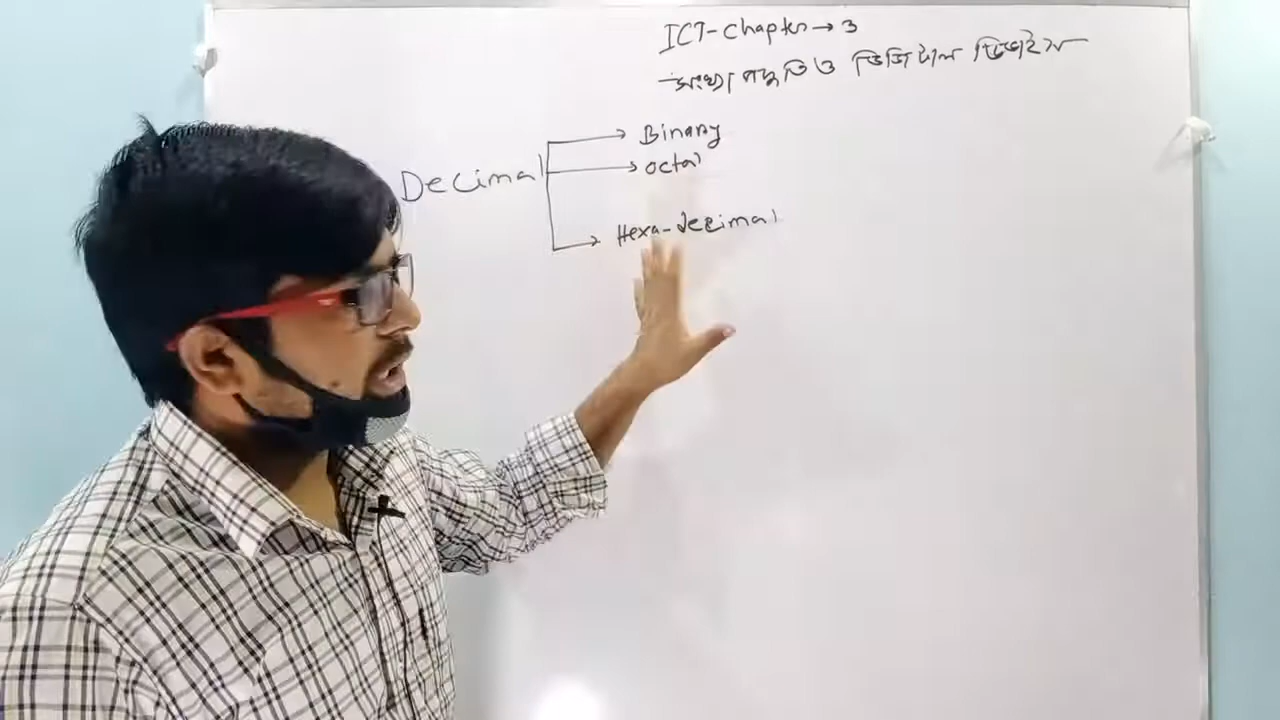 ICT-Chapter → 3
সংখ্যা পদ্ধতি ও ডিজিটাল ডিভাইস
Decimal
→ Binary
→ Octal
→ Hexa-decimal